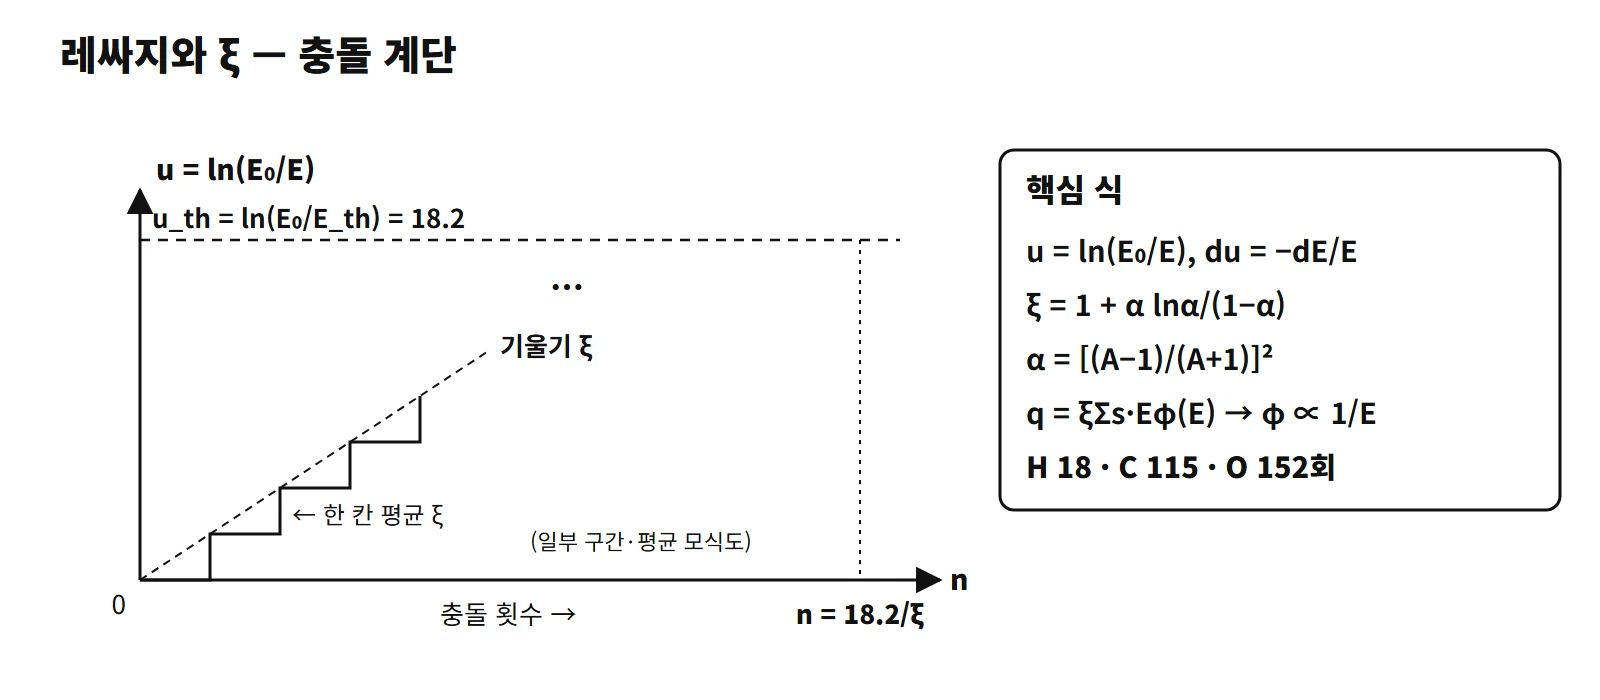 레싸지와 ξ — 충돌 계단
u = ln(E₀/E)
u_th = ln(E₀/E_th) = 18.2
...
기울기 ξ
← 한 칸 평균 ξ
(일부 구간·평균 모식도)
n
0
충돌 횟수 →
n = 18.2/ξ
핵심 식
u = ln(E₀/E), du = −dE/E
ξ = 1 + α lnα/(1−α)
α = [(A−1)/(A+1)]²
q = ξΣs·Eφ(E) → φ ∝ 1/E
H 18 · C 115 · O 152회